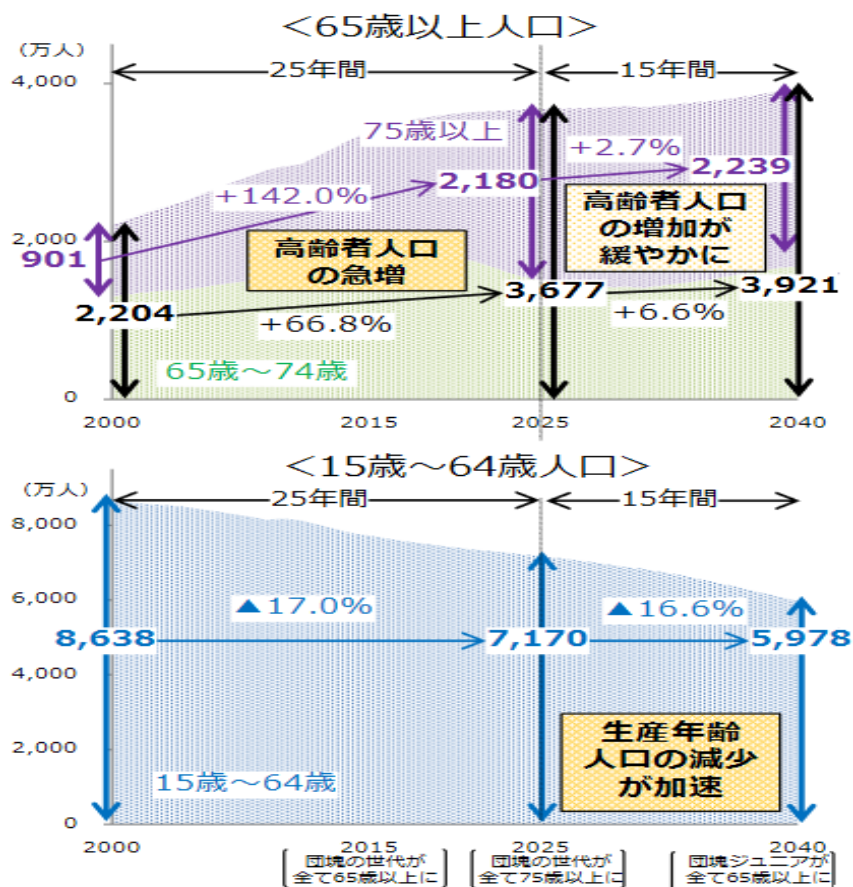 ＜65歳以上人口＞
（万人）
25年間
15年間
4,000
75歳以上
+2.7%
2,180
2,239
+142.0%
高齢者人口
の増加が
緩やかに
2,000
901
高齢者人口
の急増
2,204
3,677
3,921
+66.8%
+6.6%
65歳～74歳
0
2000
2015
2025
2040
＜15歳～64歳人口＞
（万人）
25年間
15年間
8,000
▲17.0%
▲16.6%
6,000
8,638
7,170
5,978
4,000
生産年齢
人口の減少
が加速
2,000
15歳～64歳
0
2000
2015
2025
2040
団塊の世代が
全て65歳以上に
団塊の世代が
全て75歳以上に
団塊ジュニアが
全て65歳以上に